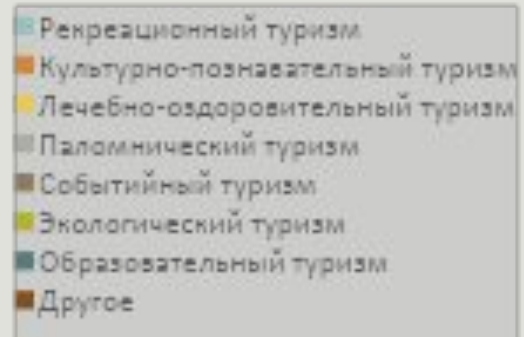 Рекреационный туризм
Культурно-познавательный туризм
Лечебно-оздоровительный туризм
Паломнический туризм
Событийный туризм
Экологический туризм
Образовательный туризм
Другое